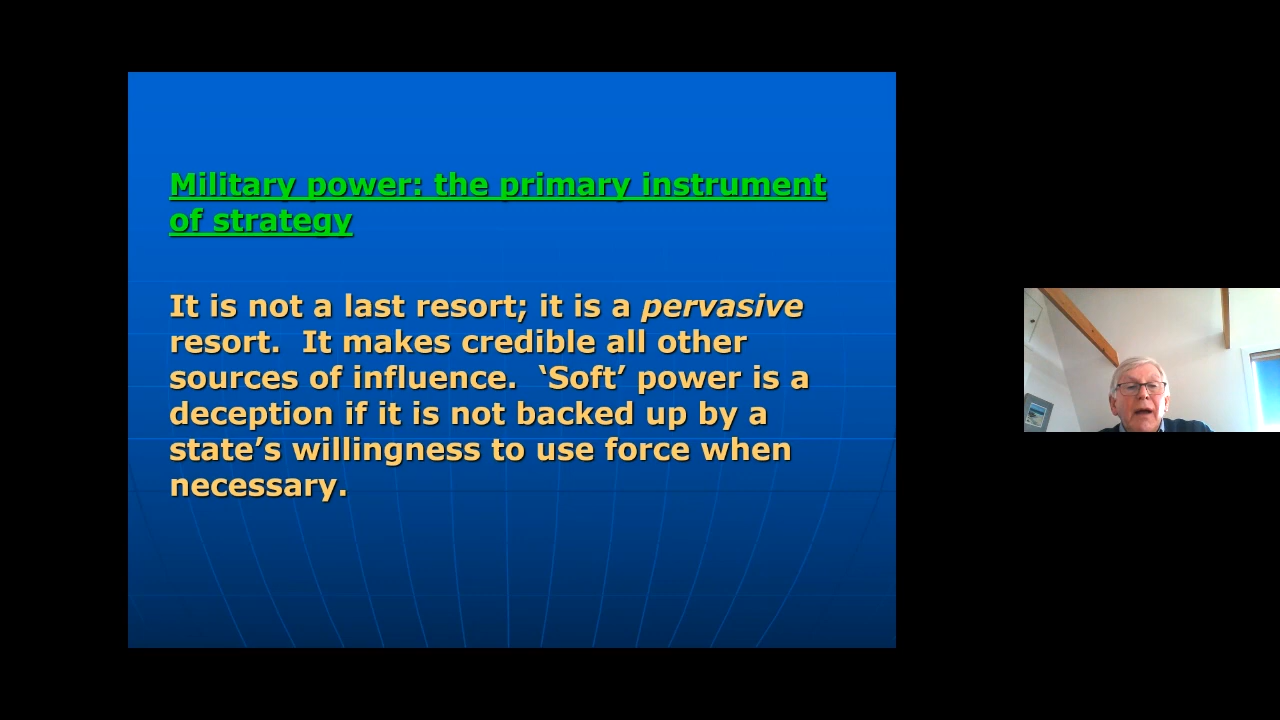 Military power: the primary instrument
of strategy
It is not a last resort; it is a pervasive
resort.  It makes credible all other
sources of influence.  ‘Soft’ power is a
deception if it is not backed up by a
state’s willingness to use force when
necessary.